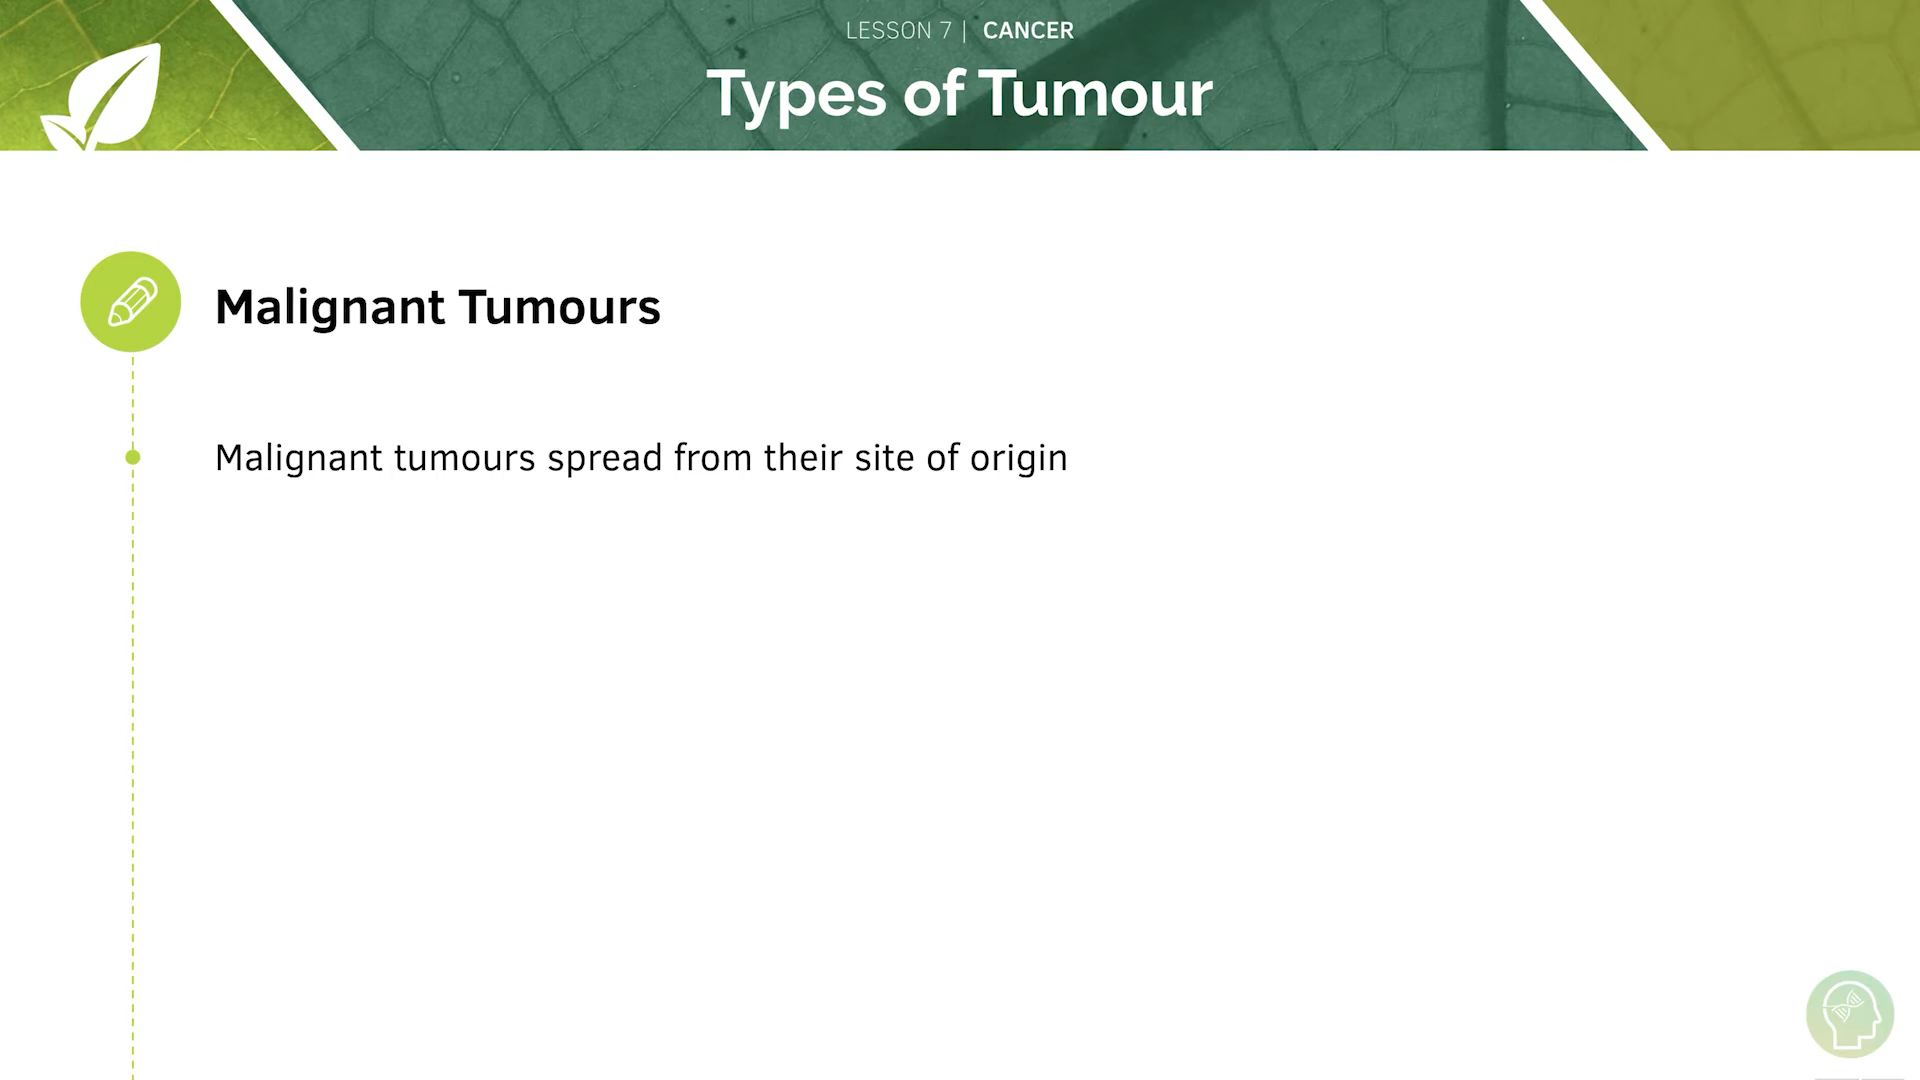 LESSON 7 | CANCER
Types of Tumour
Malignant Tumours
Malignant tumours spread from their site of origin